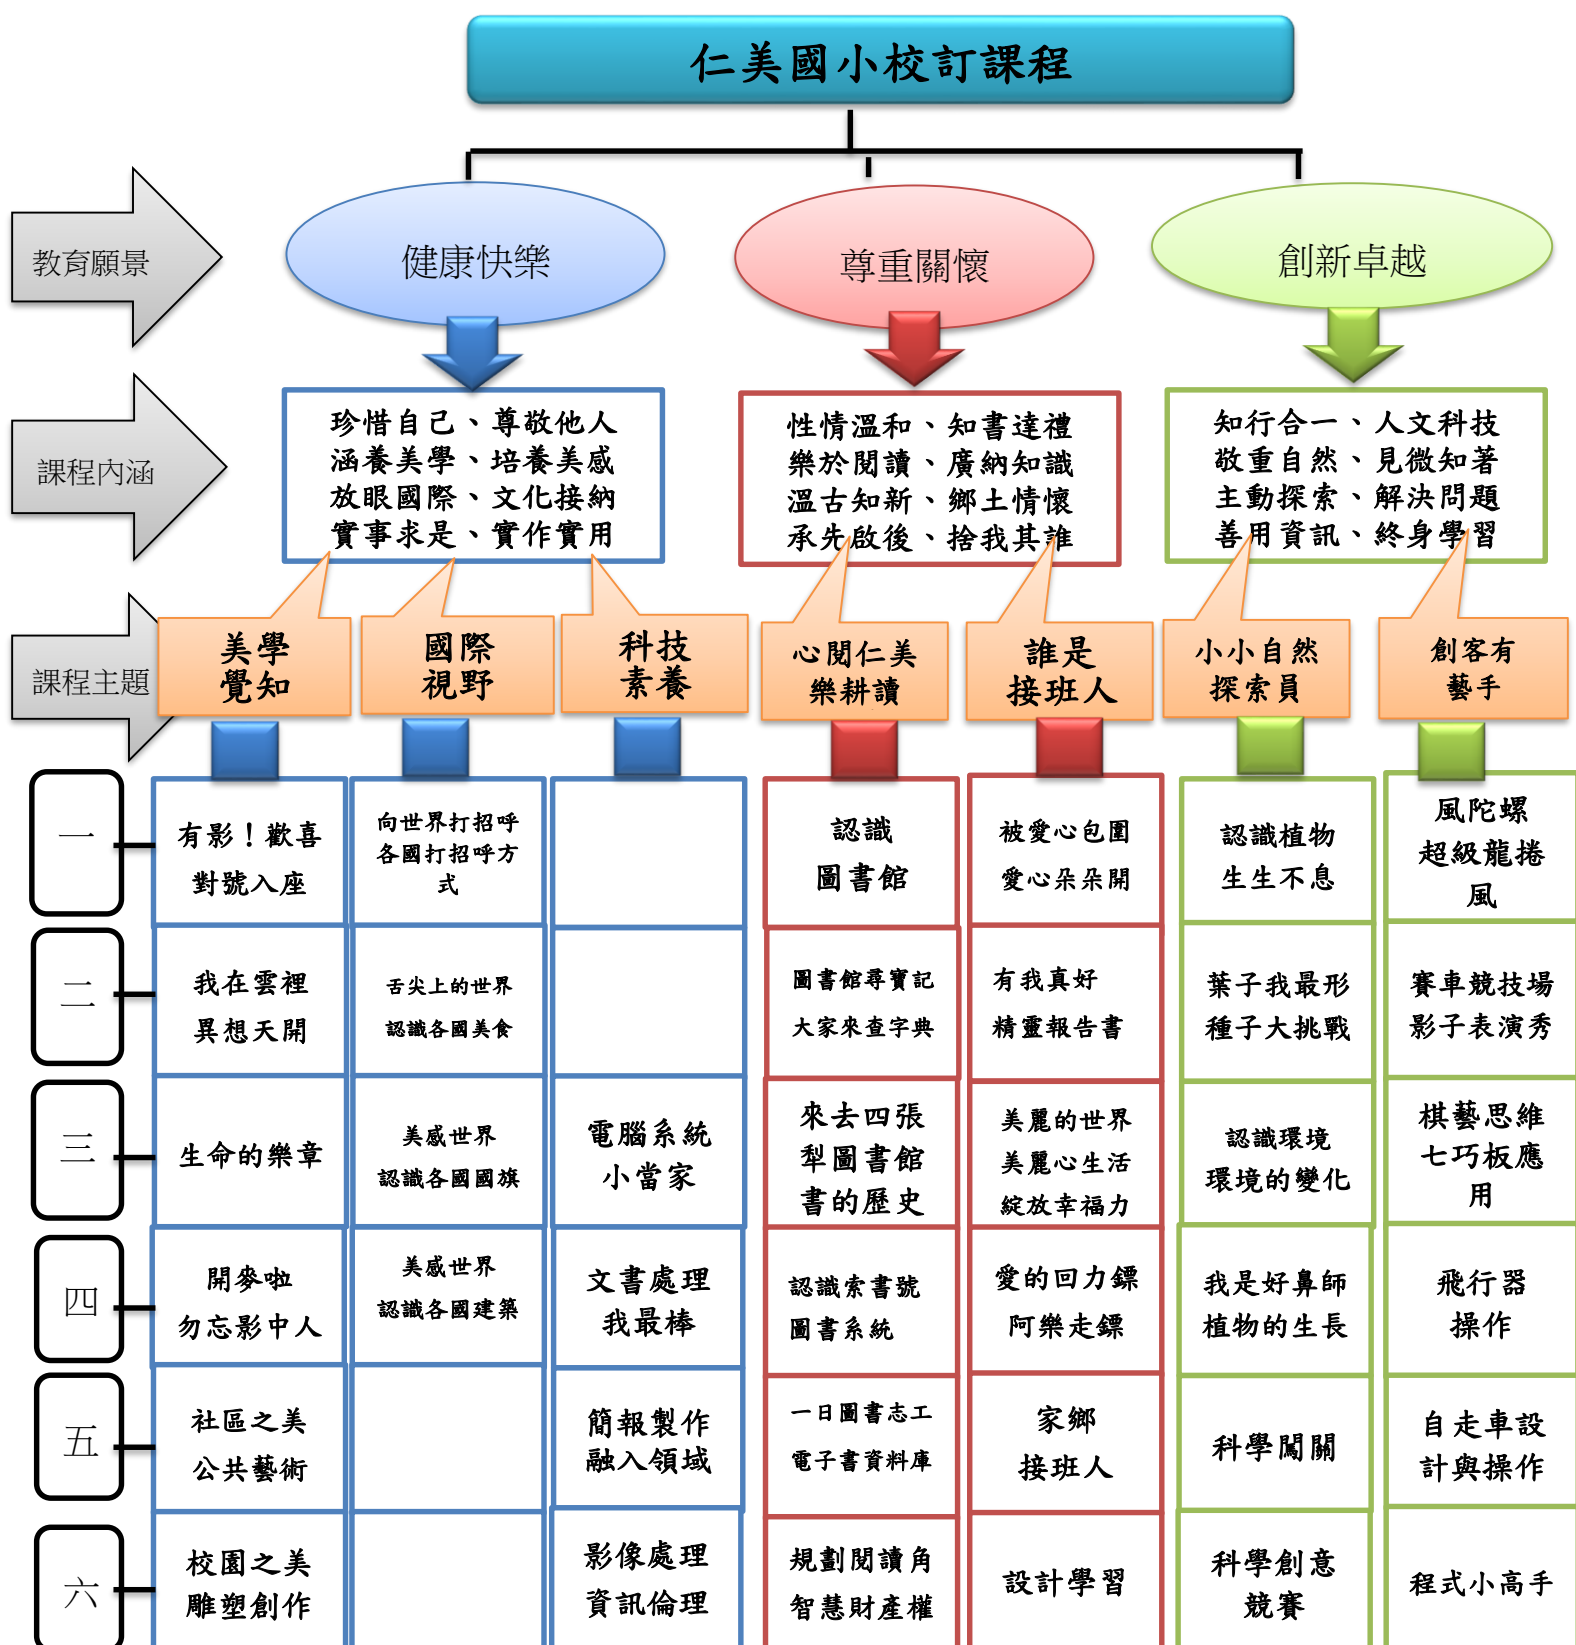 仁美國小校訂課程
教育願景
健康快樂
尊重關懷
創新卓越
課程內涵
珍惜自己、尊敬他人
涵養美學、培養美感
放眼國際、文化接納
實事求是、實作實用
性情溫和、知書達禮
樂於閱讀、廣納知識
溫古知新、鄉土情懷
承先啟後、捨我其誰
知行合一、人文科技
敬重自然、見微知著
主動探索、解決問題
善用資訊、終身學習
課程主題
美學
覺知
國際
視野
科技
素養
心閱仁美
樂耕讀
誰是
接班人
小小自然
探索員
創客有
藝手
一
有影！歡喜
對號入座
向世界打招呼
各國打招呼方
式
認識
圖書館
被愛心包圍
愛心朵朵開
認識植物
生生不息
風陀螺
超級龍捲
風
二
我在雲裡
異想天開
舌尖上的世界
認識各國美食
圖書館尋寶記
大家來查字典
有我真好
精靈報告書
葉子我最形
種子大挑戰
賽車競技場
影子表演秀
三
生命的樂章
美感世界
認識各國國旗
電腦系統
小當家
來去四張
犁圖書館
書的歷史
美麗的世界
美麗心生活
綻放幸福力
認識環境
環境的變化
棋藝思維
七巧板應
用
四
開麥啦
勿忘影中人
美感世界
認識各國建築
文書處理
我最棒
認識索書號
圖書系統
愛的回力鏢
阿樂走鏢
我是好鼻師
植物的生長
飛行器
操作
五
社區之美
公共藝術
簡報製作
融入領域
一日圖書志工
電子書資料庫
家鄉
接班人
科學闖關
自走車設
計與操作
六
校園之美
雕塑創作
影像處理
資訊倫理
規劃閱讀角
智慧財產權
設計學習
科學創意
競賽
程式小高手